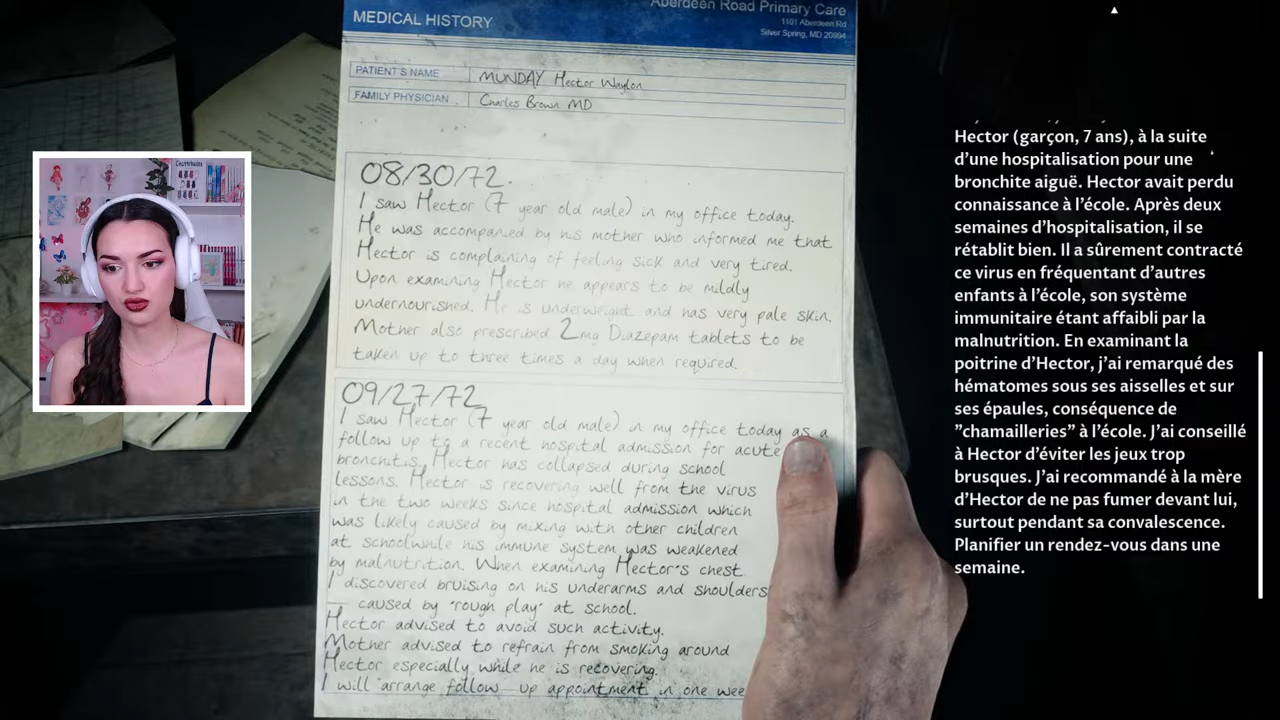 Aberdeen Road Primary Care
1101 Aberdeen Rd
Silver Spring, MD 20994
MEDICAL HISTORY
PATIENT'S NAME
MUNDAY Hector Waylon
FAMILY PHYSICIAN
Charles Brown MD
08/30/72.
I saw Hector (7 year old male) in my office today.
He was accompanied by his mother who informed me that
Hector is complaining of feeling sick and very tired.
Upon examining Hector he appears to be mildly
undernourished. He is underweight and has very pale skin.
Mother also prescribed 2mg Diazepam tablets to be
taken up to three times a day when required.
09/27/72
I saw Hector (7 year old male) in my office today as a
follow up to a recent hospital admission for acute
bronchitis. Hector has collapsed during school
lessons. Hector is recovering well from the virus
in the two weeks since hospital admission which
was likely caused by mixing with other children
at schoolwhile his immune system was weakened
by malnutrition. When examining Hector's chest
I discovered bruising on his underarms and shoulders
caused by 'rough play' at school.
Hector advised to avoid such activity.
Mother advised to refrain from smoking around
Hector especially while he is recovering.
I will arrange follow up appointment in one wee
Hector (garçon, 7 ans), à la suite
d'une hospitalisation pour une
bronchite aiguë. Hector avait perdu
connaissance à l'école. Après deux
semaines d'hospitalisation, il se
rétablit bien. Il a sûrement contracté
ce virus en fréquentant d'autres
enfants à l'école, son système
immunitaire étant affaibli par la
malnutrition. En examinant la
poitrine d'Hector, j'ai remarqué des
hématomes sous ses aisselles et sur
ses épaules, conséquence de
"chamailleries" à l'école. J'ai conseillé
à Hector d'éviter les jeux trop
brusques. J'ai recommandé à la mère
d'Hector de ne pas fumer devant lui,
surtout pendant sa convalescence.
Planifier un rendez-vous dans une
semaine.